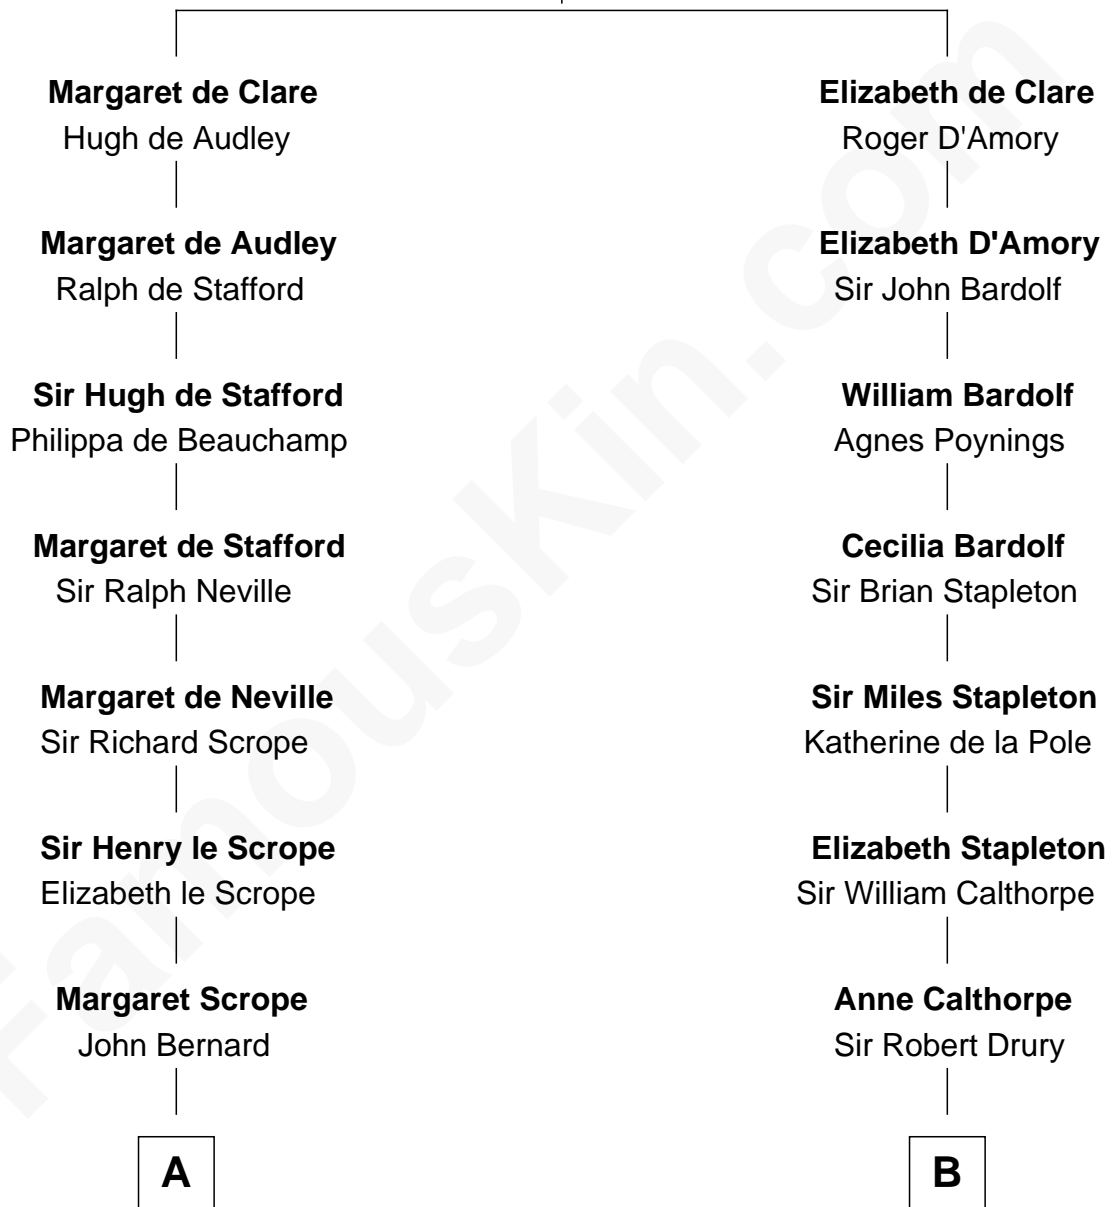 Margaret de Clare
Hugh de Audley
Margaret de Audley
Ralph de Stafford
Sir Hugh de Stafford
Philippa de Beauchamp
Margaret de Stafford
Sir Ralph Neville
Margaret de Neville
Sir Richard Scrope
Sir Henry le Scrope
Elizabeth le Scrope
Margaret Scrope
John Bernard
A
Elizabeth de Clare
Roger D'Amory
Elizabeth D'Amory
Sir John Bardolf
William Bardolf
Agnes Poynings
Cecilia Bardolf
Sir Brian Stapleton
Sir Miles Stapleton
Katherine de la Pole
Elizabeth Stapleton
Sir William Calthorpe
Anne Calthorpe
Sir Robert Drury
B
FamousKin.com